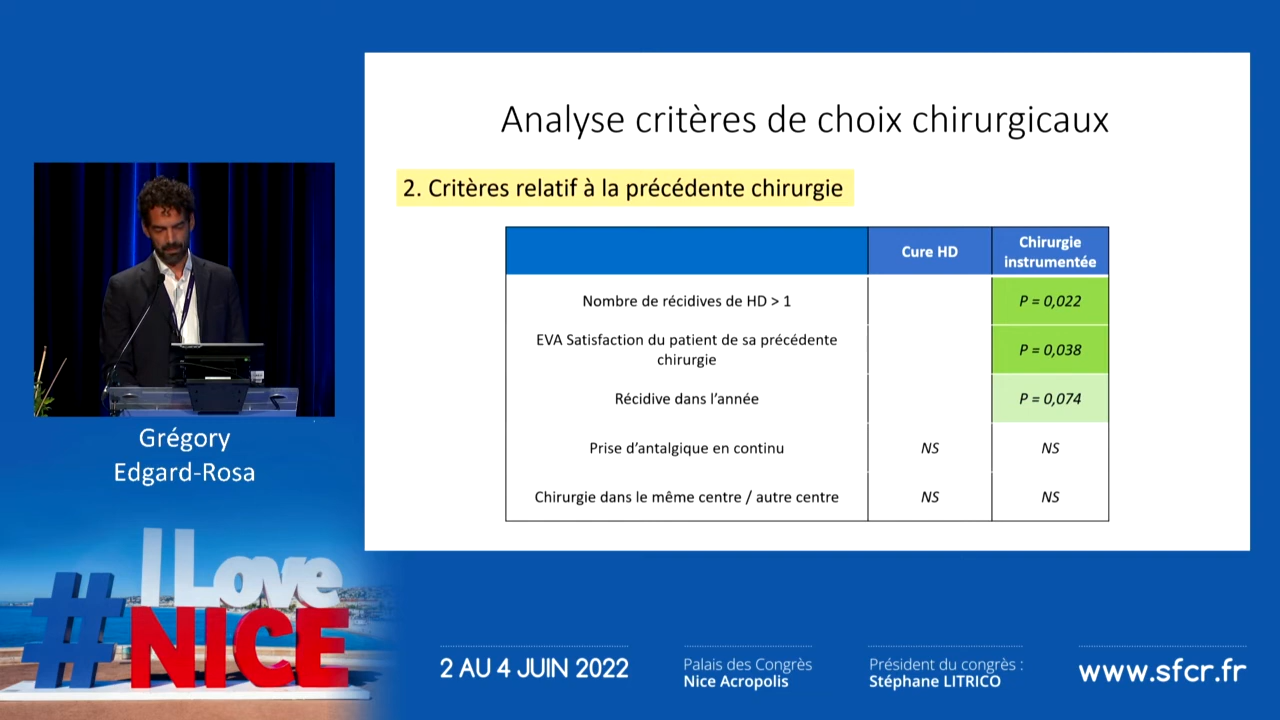 Analyse critères de choix chirurgicaux
2. Critères relatif à la précédente chirurgie
Cure HD
Chirurgie
instrumentée
Nombre de récidives de HD > 1
P = 0,022
EVA Satisfaction du patient de sa précédente
chirurgie
P = 0,038
Récidive dans l’année
P = 0,074
Prise d’antalgique en continu
NS
NS
Chirurgie dans le même centre / autre centre
NS
NS
Grégory
Edgard-Rosa
#I Love
NICE
2 AU 4 JUIN 2022
Palais des Congrès
Nice Acropolis
Président du congrès :
Stéphane LITRICO
www.sfcr.fr